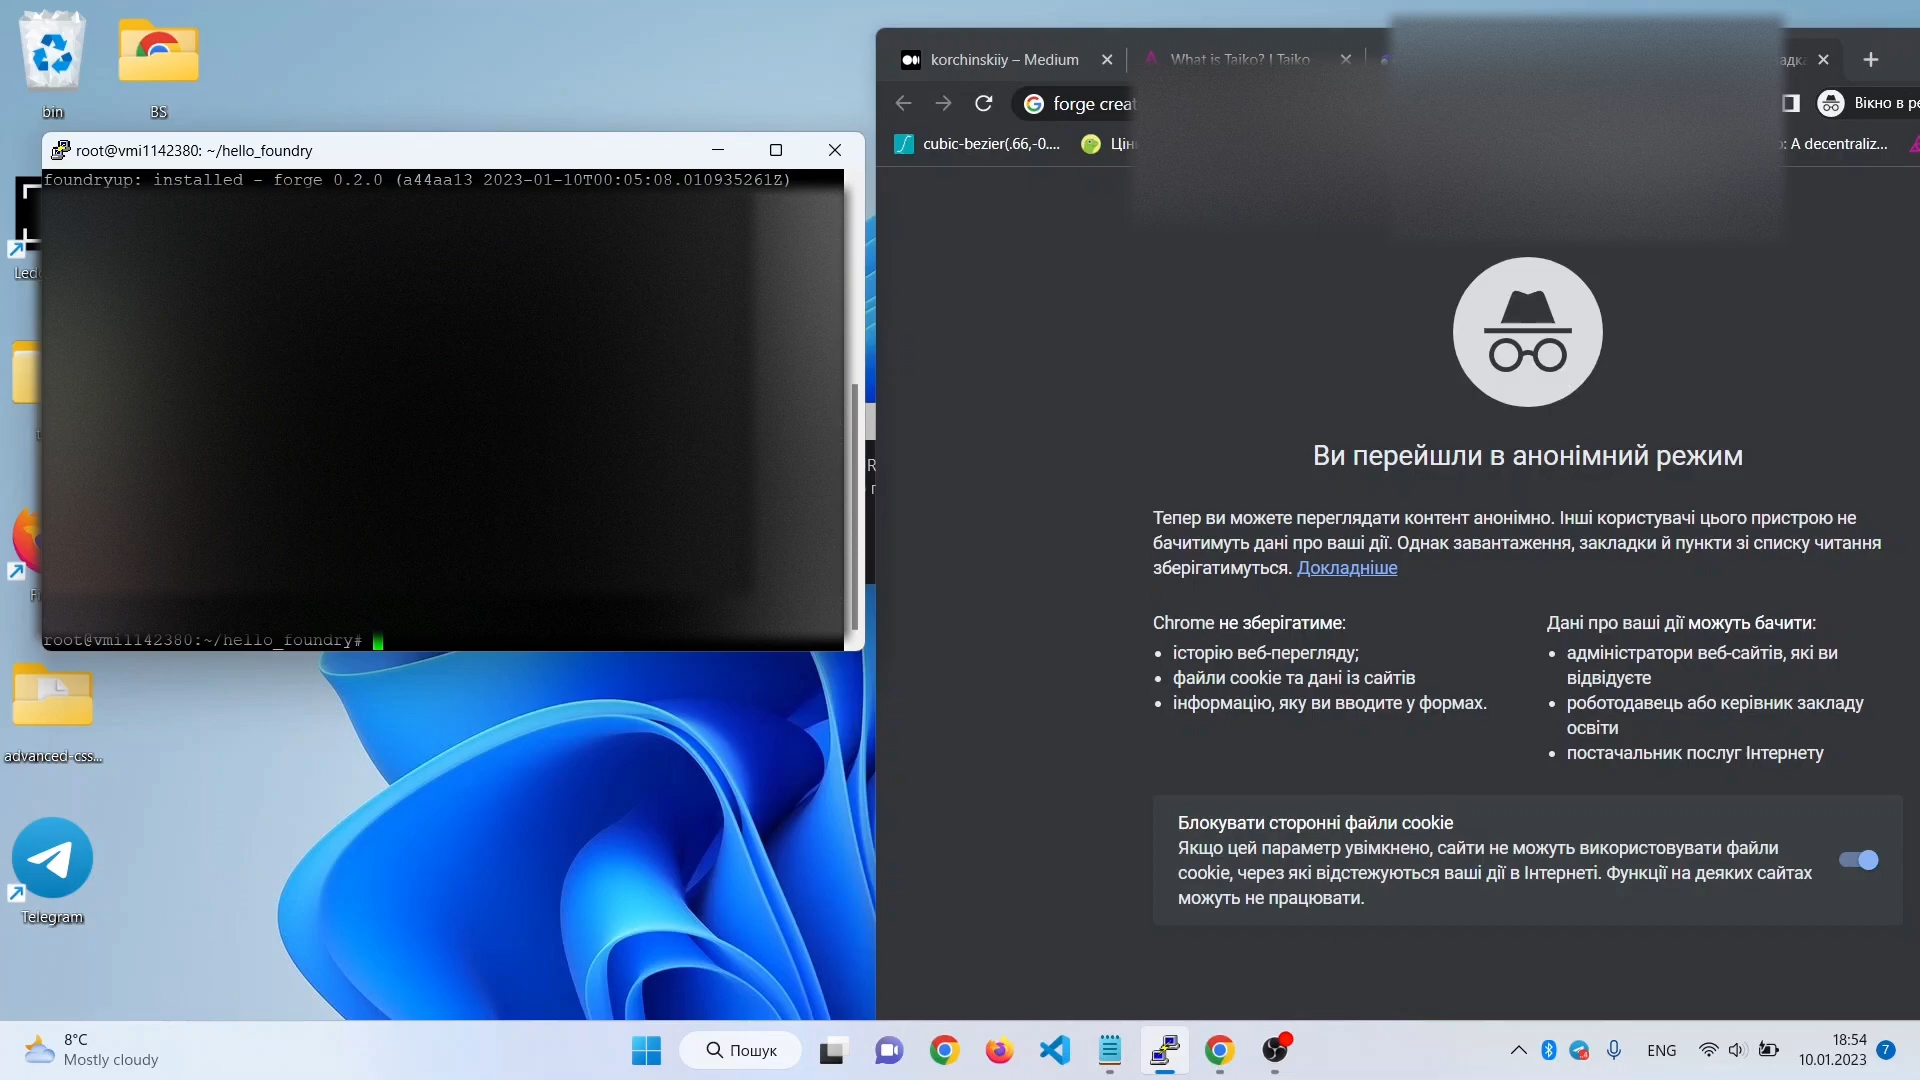 bin
BS
root@vmi1142380: ~/hello_foundry
foundryup: installed - forge 0.2.0 (a44aa13 2023-01-10T00:05:08.010935261Z)
root@vmi1142380:~/hello_foundry#
advanced-css...
Telegram
korchinskiiy – Medium
What is Taiko? | Taiko
forge creat
Вікно в ре
cubic-bezier(.66,-0....
Цін
: A decentraliz...
Ви перейшли в анонімний режим
Тепер ви можете переглядати контент анонімно. Інші користувачі цього пристрою не
бачитимуть дані про ваші дії. Однак завантаження, закладки й пункти зі списку читання
зберігатимуться. Докладніше
Chrome не зберігатиме:
історію веб-перегляду;
файли cookie та дані із сайтів
інформацію, яку ви вводите у формах.
Дані про ваші дії можуть бачити:
адміністратори веб-сайтів, які ви
відвідуєте
роботодавець або керівник закладу
освіти
постачальник послуг Інтернету
Блокувати сторонні файли cookie
Якщо цей параметр увімкнено, сайти не можуть використовувати файли
cookie, через які відстежуються ваші дії в Інтернеті. Функції на деяких сайтах
можуть не працювати.
8°C
Mostly cloudy
Пошук
ENG
18:54
10.01.2023
7